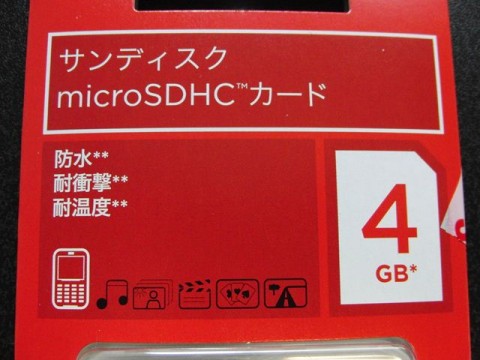 サンディスク
microSDHC™カード
防水**
耐衝撃**
耐温度**
4
GB*